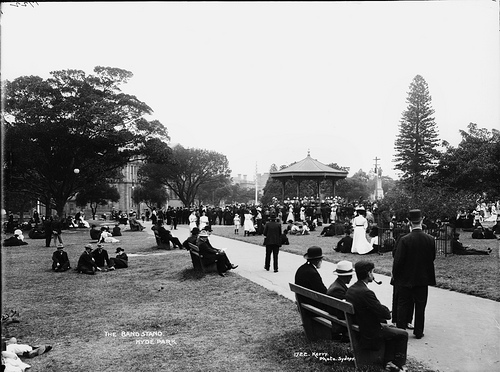 THE BAND STAND
HYDE PARK
1722. Kerry.
Photo. Sydney.